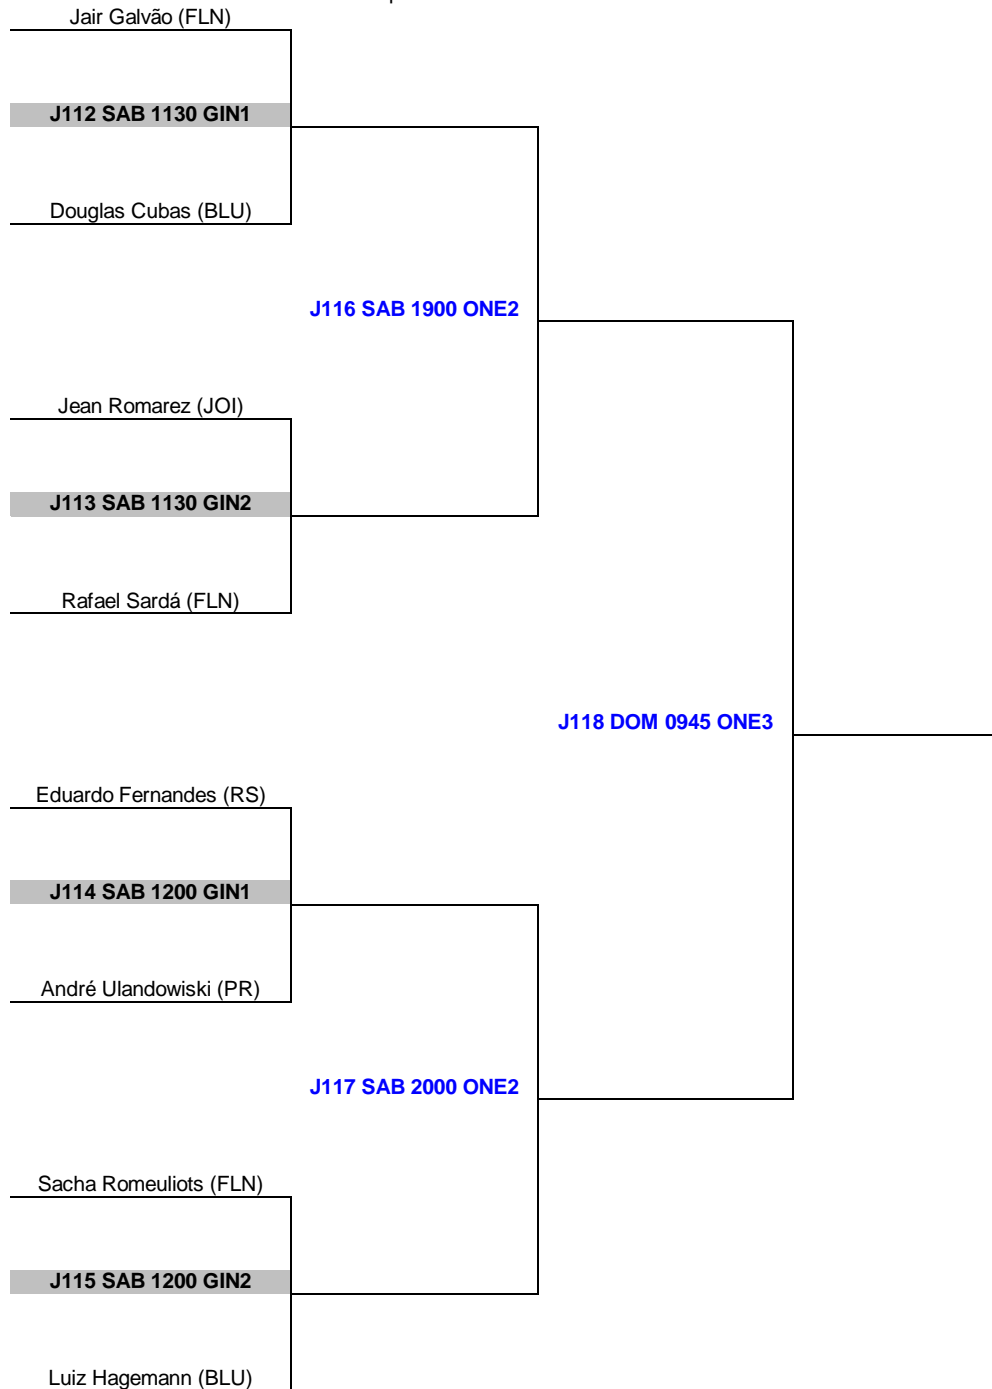 Jair Galvão (FLN)
J112 SAB 1130 GIN1
Douglas Cubas (BLU)
J116 SAB 1900 ONE2
Jean Romarez (JOI)
J113 SAB 1130 GIN2
Rafael Sardá (FLN)
J118 DOM 0945 ONE3
Eduardo Fernandes (RS)
J114 SAB 1200 GIN1
André Ulandowiski (PR)
J117 SAB 2000 ONE2
Sacha Romeuliots (FLN)
J115 SAB 1200 GIN2
Luiz Hagemann (BLU)